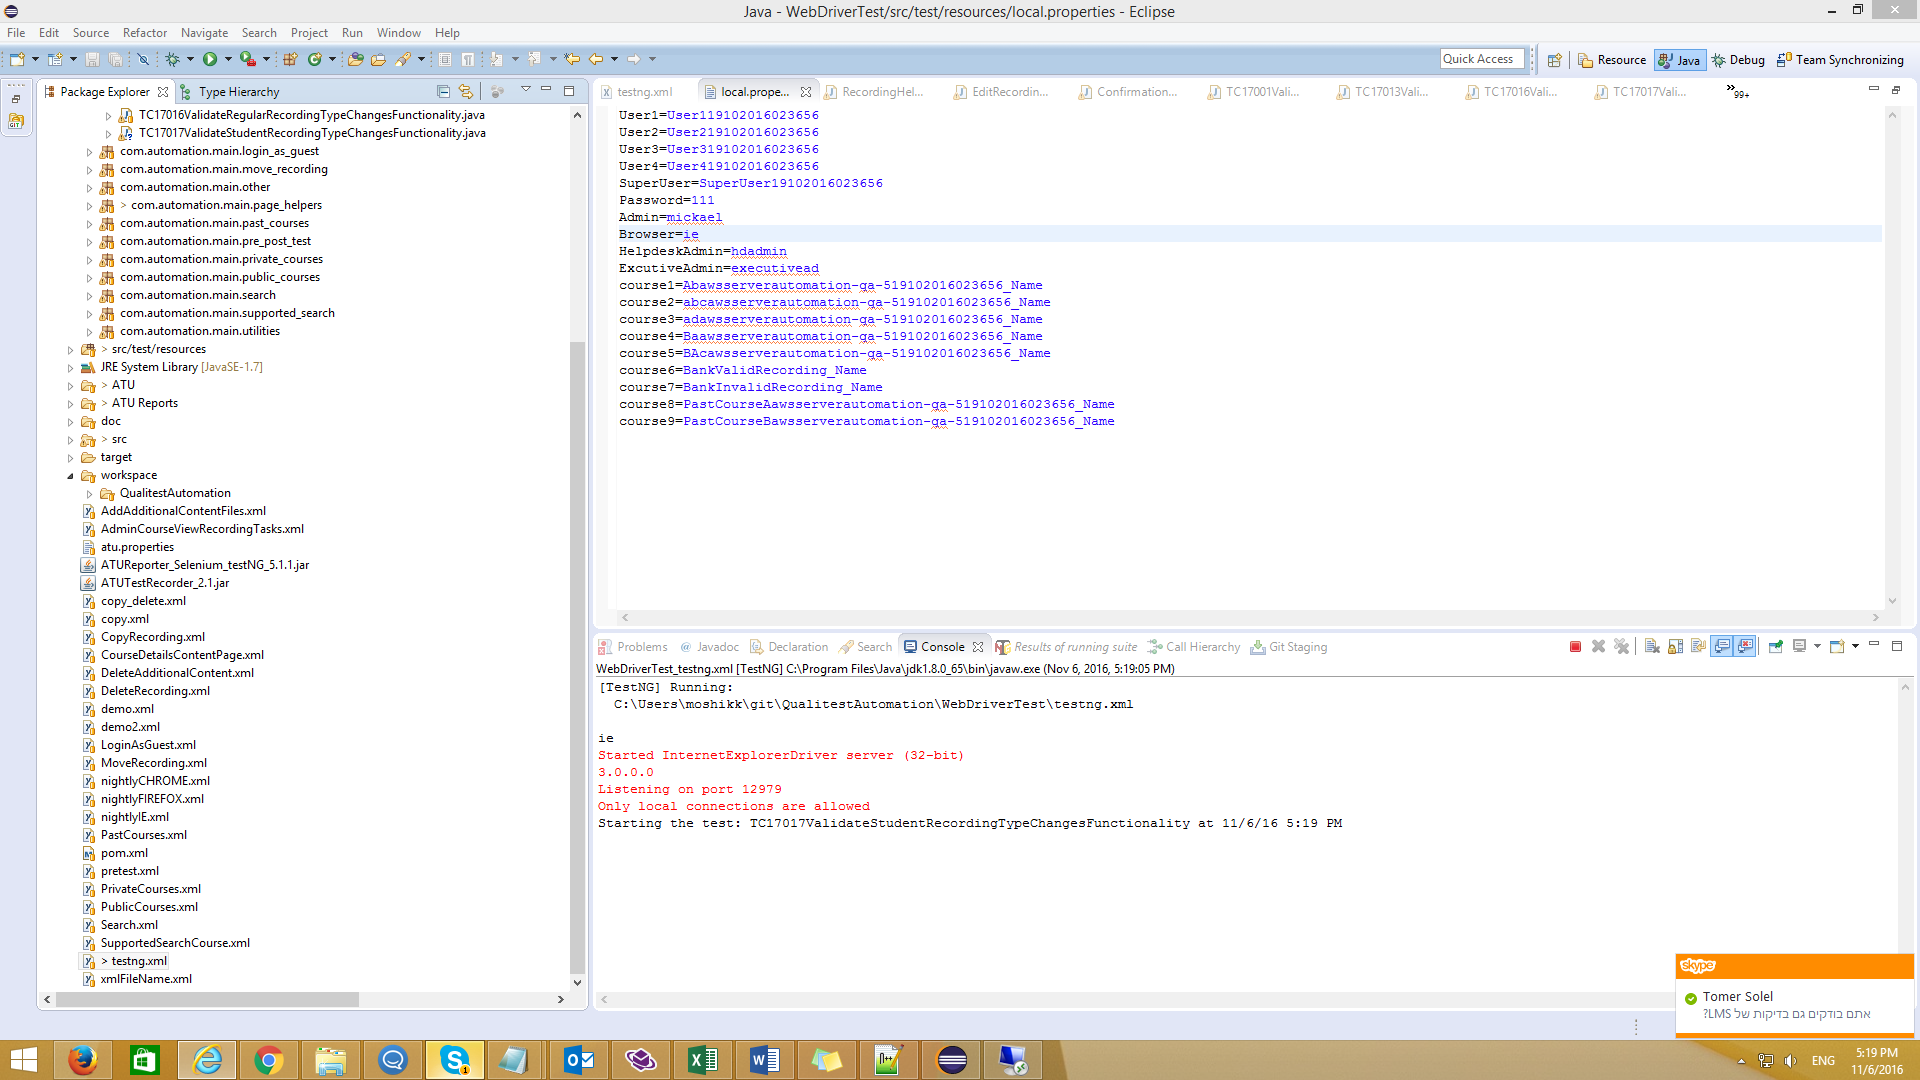 Java - WebDriverTest/src/test/resources/local.properties - Eclipse
File Edit Source Refactor Navigate Search Project Run Window Help
Quick Access
Resource Java Debug Team Synchronizing
Package Explorer Type Hierarchy
TC17016ValidateRegularRecordingTypeChangesFunctionality.java
TC17017ValidateStudentRecordingTypeChangesFunctionality.java
com.automation.main.login_as_guest
com.automation.main.move_recording
com.automation.main.other
> com.automation.main.page_helpers
com.automation.main.past_courses
com.automation.main.pre_post_test
com.automation.main.private_courses
com.automation.main.public_courses
com.automation.main.search
com.automation.main.supported_search
com.automation.main.utilities
> src/test/resources
JRE System Library [JavaSE-1.7]
> ATU
> ATU Reports
doc
> src
target
workspace
QualitestAutomation
AddAdditionalContentFiles.xml
AdminCourseViewRecordingTasks.xml
atu.properties
ATUReporter_Selenium_testNG_5.1.1.jar
ATUTestRecorder_2.1.jar
copy_delete.xml
copy.xml
CopyRecording.xml
CourseDetailsContentPage.xml
DeleteAdditionalContent.xml
DeleteRecording.xml
demo.xml
demo2.xml
LoginAsGuest.xml
MoveRecording.xml
nightlyCHROME.xml
nightlyFIREFOX.xml
nightlyIE.xml
PastCourses.xml
pom.xml
pretest.xml
PrivateCourses.xml
PublicCourses.xml
Search.xml
SupportedSearchCourse.xml
> testng.xml
xmlFileName.xml
testng.xml local.prope... RecordingHel... EditRecordin... Confirmation... TC17001Vali... TC17013Vali... TC17016Vali... TC17017Vali... »99+
User1=User119102016023656
User2=User219102016023656
User3=User319102016023656
User4=User419102016023656
SuperUser=SuperUser19102016023656
Password=111
Admin=mickael
Browser=ie
HelpdeskAdmin=hdadmin
ExcutiveAdmin=executivead
course1=Abawsserverautomation-qa-519102016023656_Name
course2=abcawsserverautomation-qa-519102016023656_Name
course3=adawsserverautomation-qa-519102016023656_Name
course4=Baawsserverautomation-qa-519102016023656_Name
course5=BAcawsserverautomation-qa-519102016023656_Name
course6=BankValidRecording_Name
course7=BankInvalidRecording_Name
course8=PastCourseAawsserverautomation-qa-519102016023656_Name
course9=PastCourseBawsserverautomation-qa-519102016023656_Name
Problems @ Javadoc Declaration Search Console Results of running suite Call Hierarchy Git Staging
WebDriverTest_testng.xml [TestNG] C:\Program Files\Java\jdk1.8.0_65\bin\javaw.exe (Nov 6, 2016, 5:19:05 PM)
[TestNG] Running:
C:\Users\moshikk\git\QualitestAutomation\WebDriverTest\testng.xml
ie
Started InternetExplorerDriver server (32-bit)
3.0.0.0
Listening on port 12979
Only local connections are allowed
Starting the test: TC17017ValidateStudentRecordingTypeChangesFunctionality at 11/6/16 5:19 PM
skype
Tomer Solel
אתם בודקים גם בדיקות של LMS?
ENG
5:19 PM
11/6/2016